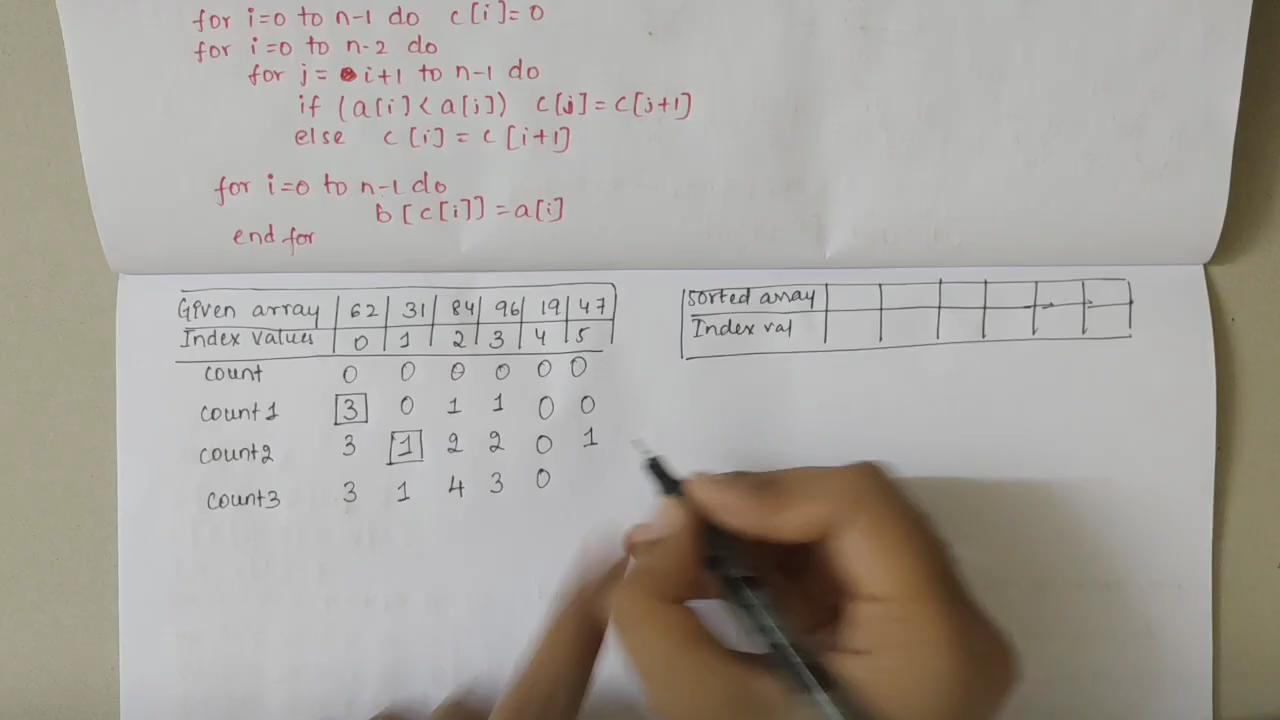 for i=0 to n-1 do c[i]=0
for i=0 to n-2 do
for j= i+1 to n-1 do
if (a[i]<a[j]) c[j]=c[j+1]
else c[i]=c[i+1]
for i=0 to n-1 do
b[c[i]]=a[i]
end for
Given array 62 31 84 96 19 47
Index values 0 1 2 3 4 5
count 0 0 0 0 0 0
count1 3 0 1 1 0 0
count2 3 1 2 2 0 1
count3 3 1 4 3 0
Sorted array
Index val